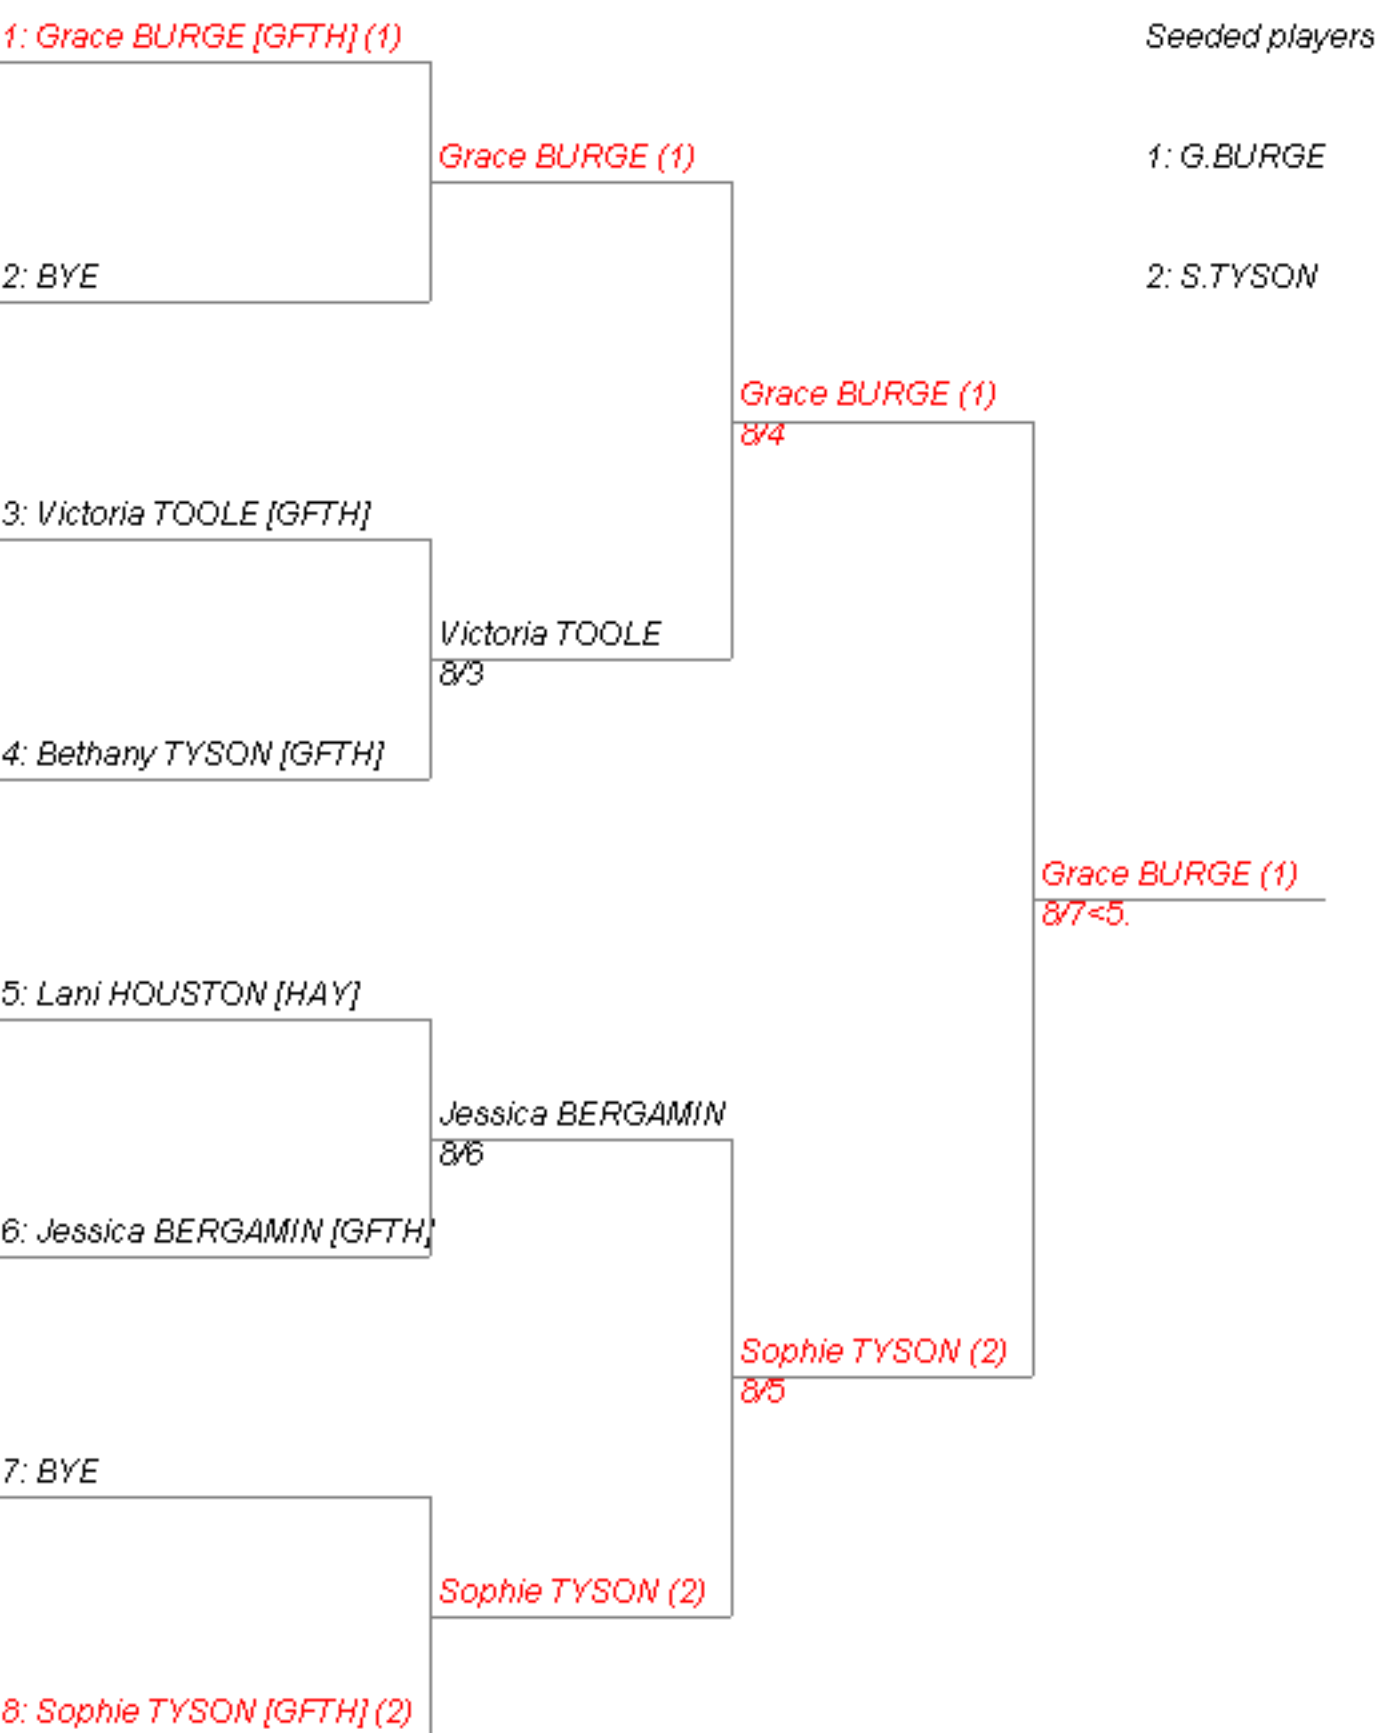 1: Grace BURGE [GFTH] (1)
Seeded players
Grace BURGE (1)
1: G.BURGE
2: BYE
2: S.TYSON
Grace BURGE (1)
8/4
3: Victoria TOOLE [GFTH]
Victoria TOOLE
8/3
4: Bethany TYSON [GFTH]
Grace BURGE (1)
8/7<5.
5: Lani HOUSTON [HAY]
Jessica BERGAMIN
8/6
6: Jessica BERGAMIN [GFTH]
Sophie TYSON (2)
8/5
7: BYE
Sophie TYSON (2)
8: Sophie TYSON [GFTH] (2)